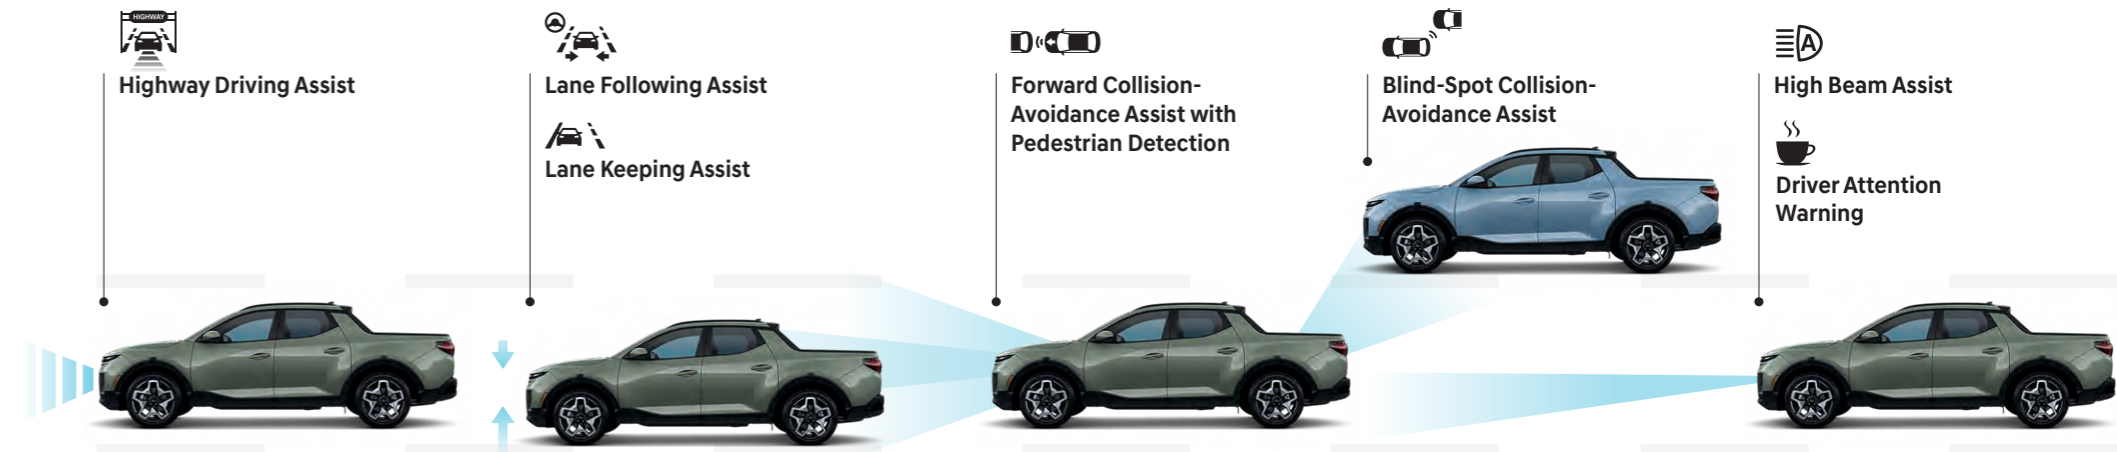 HIGHWAY
Highway Driving Assist
Lane Following Assist
Lane Keeping Assist
Forward Collision-
Avoidance Assist with
Pedestrian Detection
Blind-Spot Collision-
Avoidance Assist
A
High Beam Assist
Driver Attention
Warning